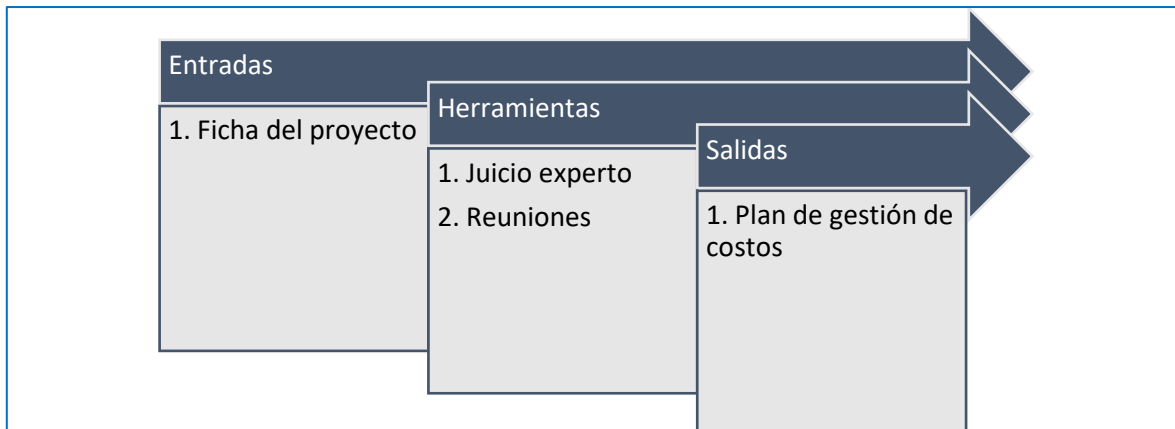 Entradas
1. Ficha del proyecto
Herramientas
1. Juicio experto
2. Reuniones
Salidas
1. Plan de gestión de
costos